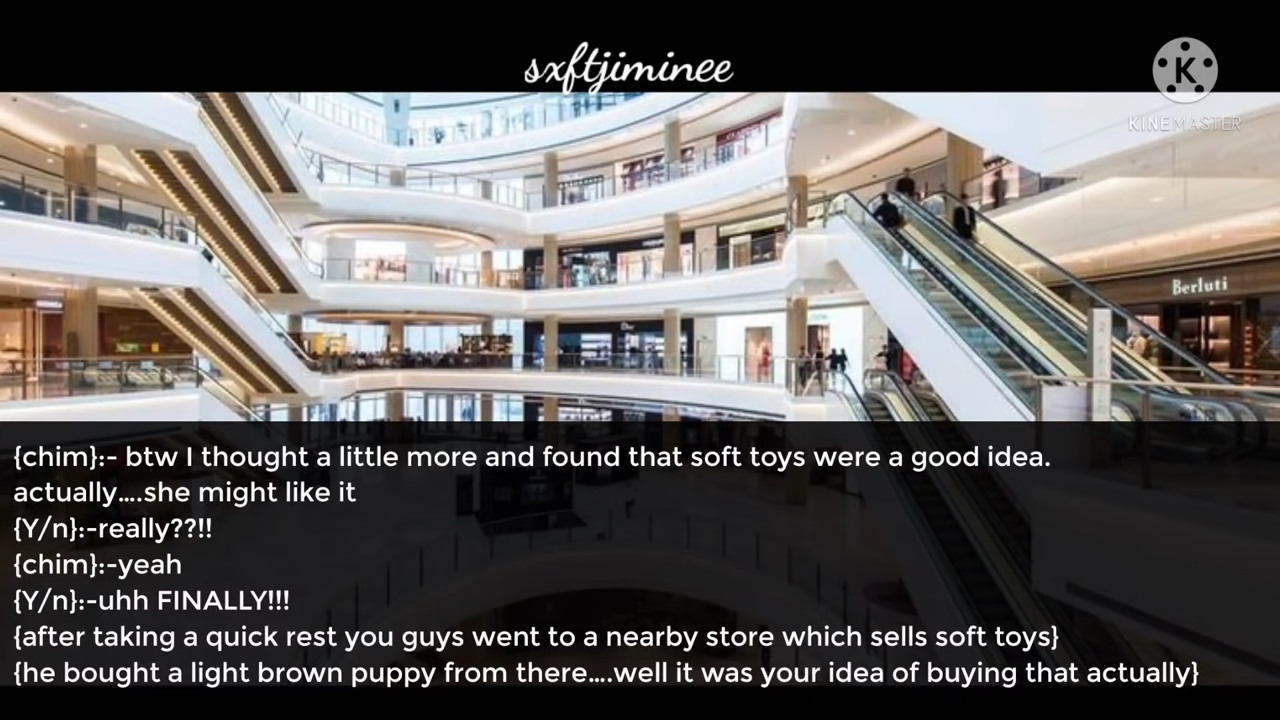 sxftjiminee
K
KINEMASTER
Berluti
Dior
{chim}:- btw I thought a little more and found that soft toys were a good idea.
actually....she might like it
{Y/n}:-really??!!
{chim}:-yeah
{Y/n}:-uhh FINALLY!!!
{after taking a quick rest you guys went to a nearby store which sells soft toys}
{he bought a light brown puppy from there....well it was your idea of buying that actually}